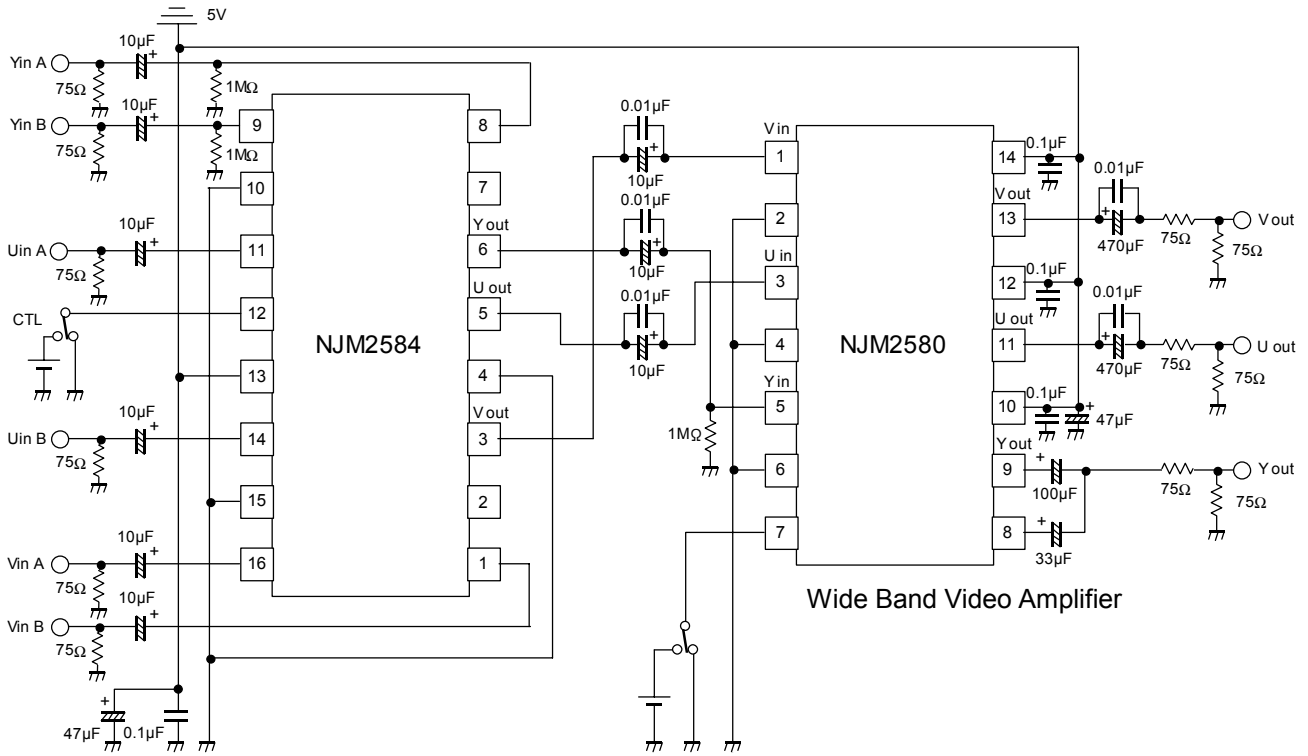 5V
10µF
Yin A
75Ω
1MΩ
10µF
Yin B
9
8
75Ω
1MΩ
10
7
10µF
Yout
Uin A
11
6
75Ω
U out
CTL
12
5
NJM2584
13
4
10µF
Vout
Uin B
14
3
75Ω
15
2
10µF
Vin A
16
1
75Ω
10µF
Vin B
75Ω
+
47µF
0.1µF
0.01µF
+
10µF
0.01µF
+
10µF
0.01µF
+
10µF
1MΩ
Vin
1
14
0.1µF
Vout
0.01µF
2
13
+
470µF
75Ω
75Ω
Vout
U in
3
12
0.1µF
U out
0.01µF
NJM2580
4
11
+
470µF
75Ω
75Ω
U out
Yin
5
10
0.1µF
+
47µF
Yout
6
9
+
100µF
75Ω
75Ω
Yout
7
8
+
33µF
Wide Band Video Amplifier